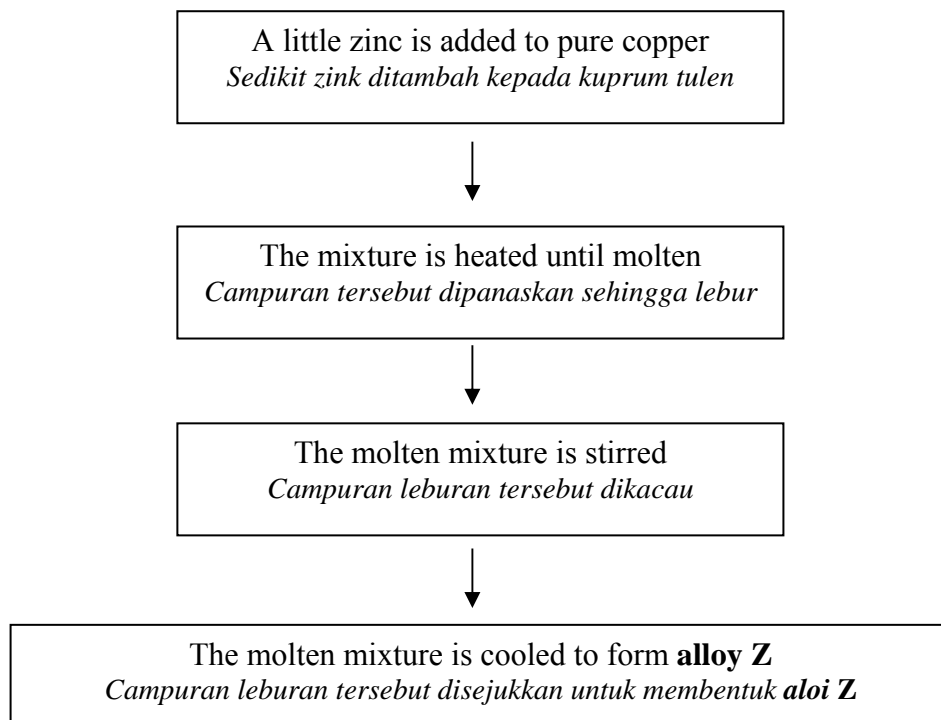 A little zinc is added to pure copper
Sedikit zink ditambah kepada kuprum tulen
The mixture is heated until molten
Campuran tersebut dipanaskan sehingga lebur
The molten mixture is stirred
Campuran leburan tersebut dikacau
The molten mixture is cooled to form alloy Z
Campuran leburan tersebut disejukkan untuk membentuk aloi Z